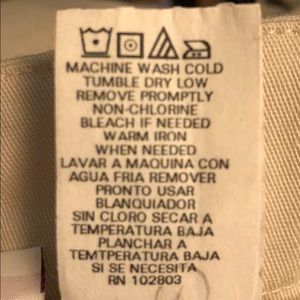 MACHINE WASH COLD
TUMBLE DRY LOW
REMOVE PROMPTLY
NON-CHLORINE
BLEACH IF NEEDED
WARM IRON
WHEN NEEDED
LAVAR A MAQUINA CON
AGUA FRIA REMOVER
PRONTO USAR
BLANQUIADOR
SIN CLORO SECAR A
TEMPERATURA BAJA
PLANCHAR A
TEMTPERATURA BAJA
SI SE NECESITA
RN 102803